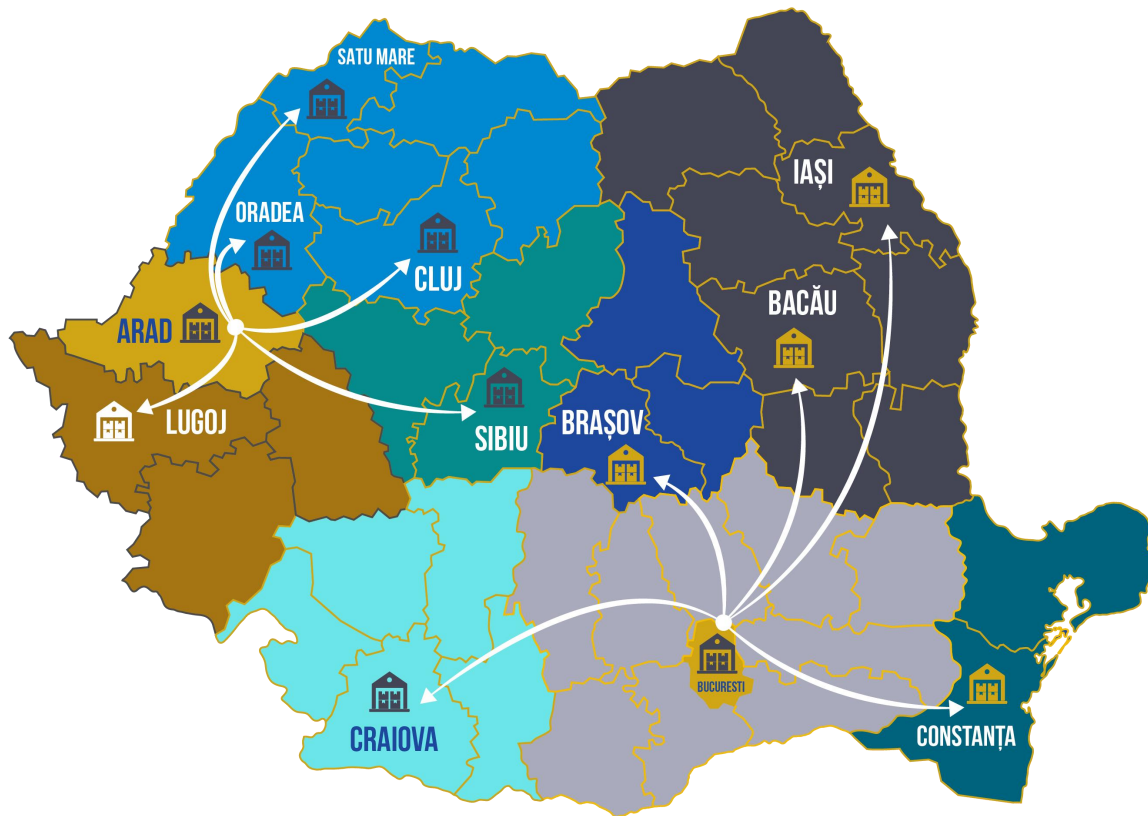 SATU MARE
IAȘI
ORADEA
CLUJ
BACĂU
ARAD
LUGOJ
BRAȘOV
SIBIU
BUCURESTI
CRAIOVA
CONSTANȚA